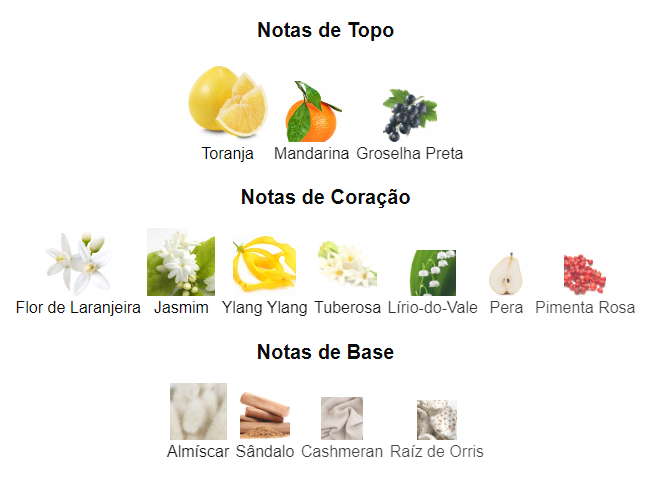 Notas de Topo
Toranja Mandarina Groselha Preta
Notas de Coração
Flor de Laranjeira Jasmim Ylang Ylang Tuberosa Lírio-do-Vale Pera Pimenta Rosa
Notas de Base
Almíscar Sândalo Cashmeran Raíz de Orris